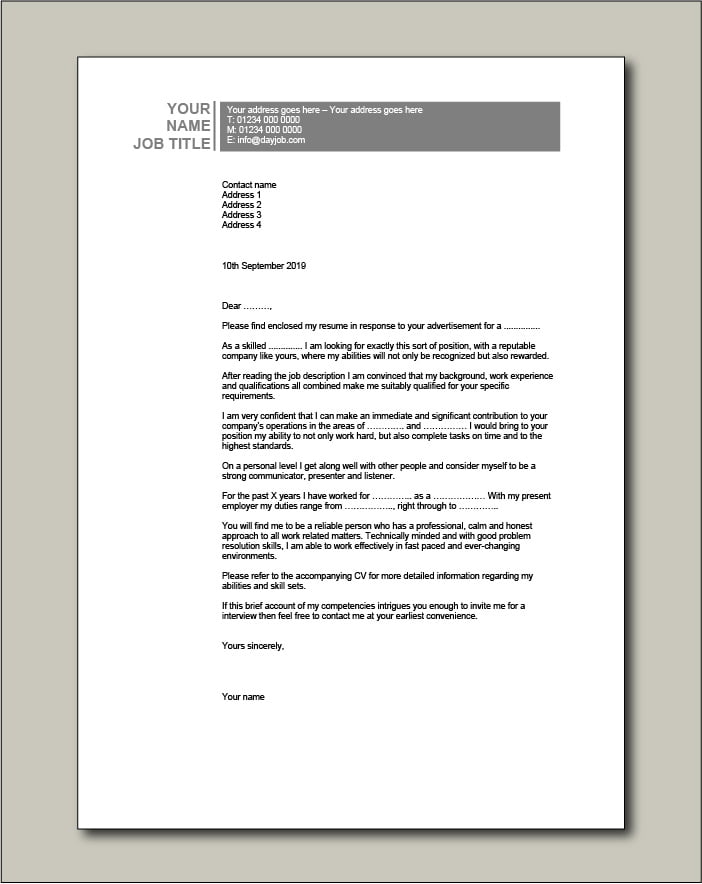 YOUR
NAME
JOB TITLE
Your address goes here – Your address goes here
T: 01234 000 0000
M: 01234 000 0000
E: info@dayjob.com
Contact name
Address 1
Address 2
Address 3
Address 4
10th September 2019
Dear ………,
Please find enclosed my resume in response to your advertisement for a ...............
As a skilled .............. I am looking for exactly this sort of position, with a reputable
company like yours, where my abilities will not only be recognized but also rewarded.
After reading the job description I am convinced that my background, work experience
and qualifications all combined make me suitably qualified for your specific
requirements.
I am very confident that I can make an immediate and significant contribution to your
company’s operations in the areas of …………. and …………… I would bring to your
position my ability to not only work hard, but also complete tasks on time and to the
highest standards.
On a personal level I get along well with other people and consider myself to be a
strong communicator, presenter and listener.
For the past X years I have worked for ………….. as a ……………… With my present
employer my duties range from …………….., right through to …………..
You will find me to be a reliable person who has a professional, calm and honest
approach to all work related matters. Technically minded and with good problem
resolution skills, I am able to work effectively in fast paced and ever-changing
environments.
Please refer to the accompanying CV for more detailed information regarding my
abilities and skill sets.
If this brief account of my competencies intrigues you enough to invite me for a
interview then feel free to contact me at your earliest convenience.
Yours sincerely,
Your name